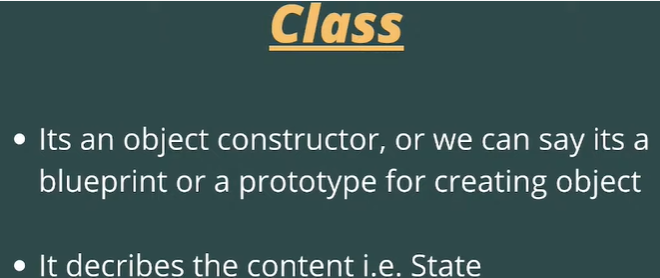 Class
• Its an object constructor, or we can say its a
blueprint or a prototype for creating object
• It decribes the content i.e. State